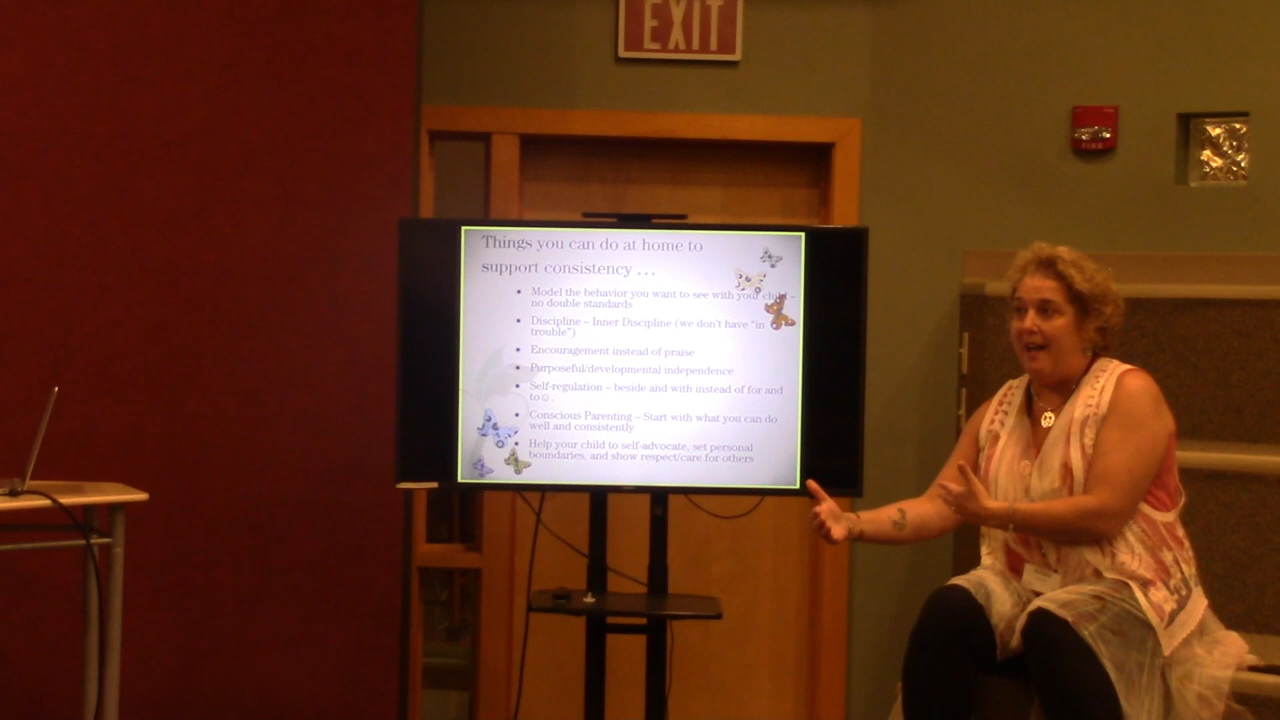 EXIT
FIRE
Things you can do at home to
support consistency . . .
• Model the behavior you want to see with your child –
no double standards
• Discipline – Inner Discipline (we don't have "in
trouble")
• Encouragement instead of praise
• Purposeful/developmental independence
• Self-regulation – beside and with instead of for and
to☺.
• Conscious Parenting – Start with what you can do
well and consistently
• Help your child to self-advocate, set personal
boundaries, and show respect/care for others